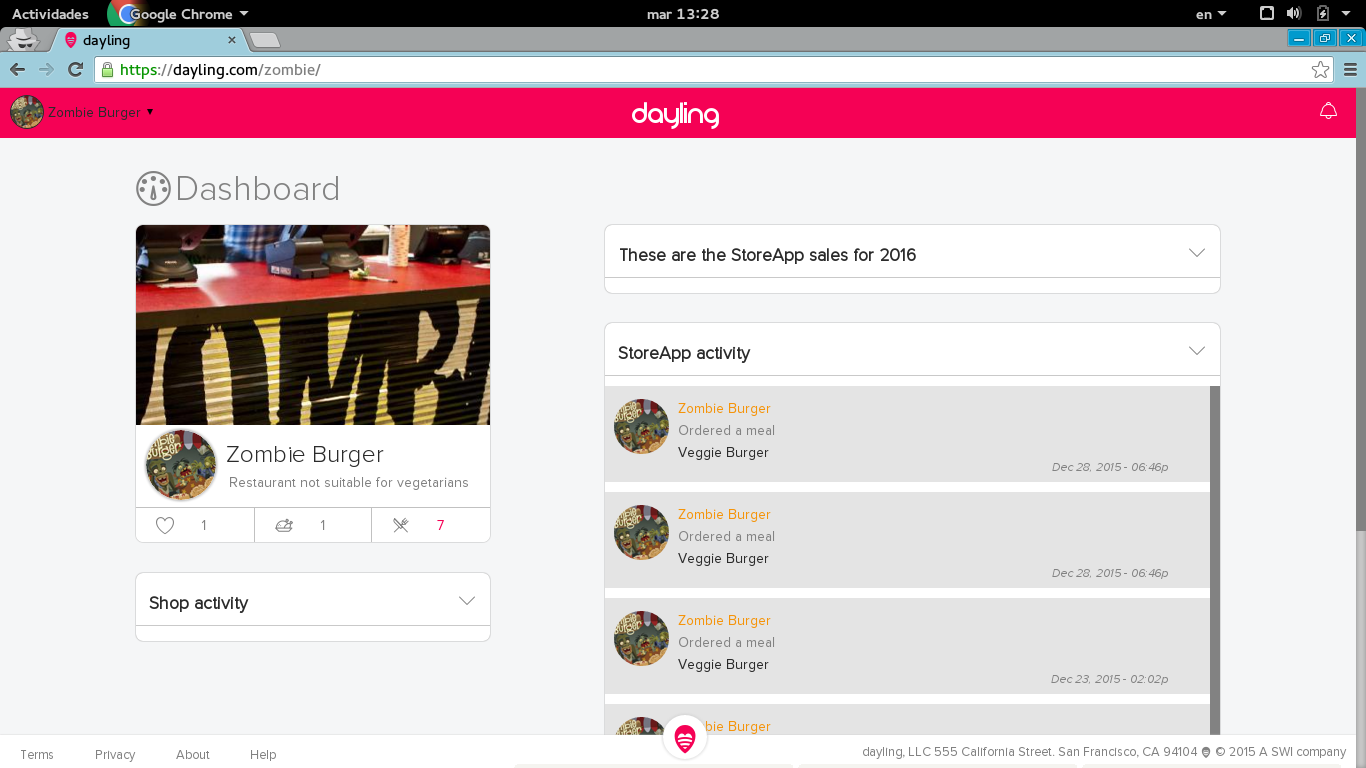 Actividades Google Chrome mar 13:28 en
dayling
https://dayling.com/zombie/
Zombie Burger dayling
Dashboard
Zombie Burger
Restaurant not suitable for vegetarians
1 1 7
Shop activity
These are the StoreApp sales for 2016
StoreApp activity
Zombie Burger
Ordered a meal
Veggie Burger
Dec 28, 2015 - 06:46p
Zombie Burger
Ordered a meal
Veggie Burger
Dec 28, 2015 - 06:46p
Zombie Burger
Ordered a meal
Veggie Burger
Dec 23, 2015 - 02:02p
Burger
Terms Privacy About Help
dayling, LLC 555 California Street. San Francisco, CA 94104 © 2015 A SWI company